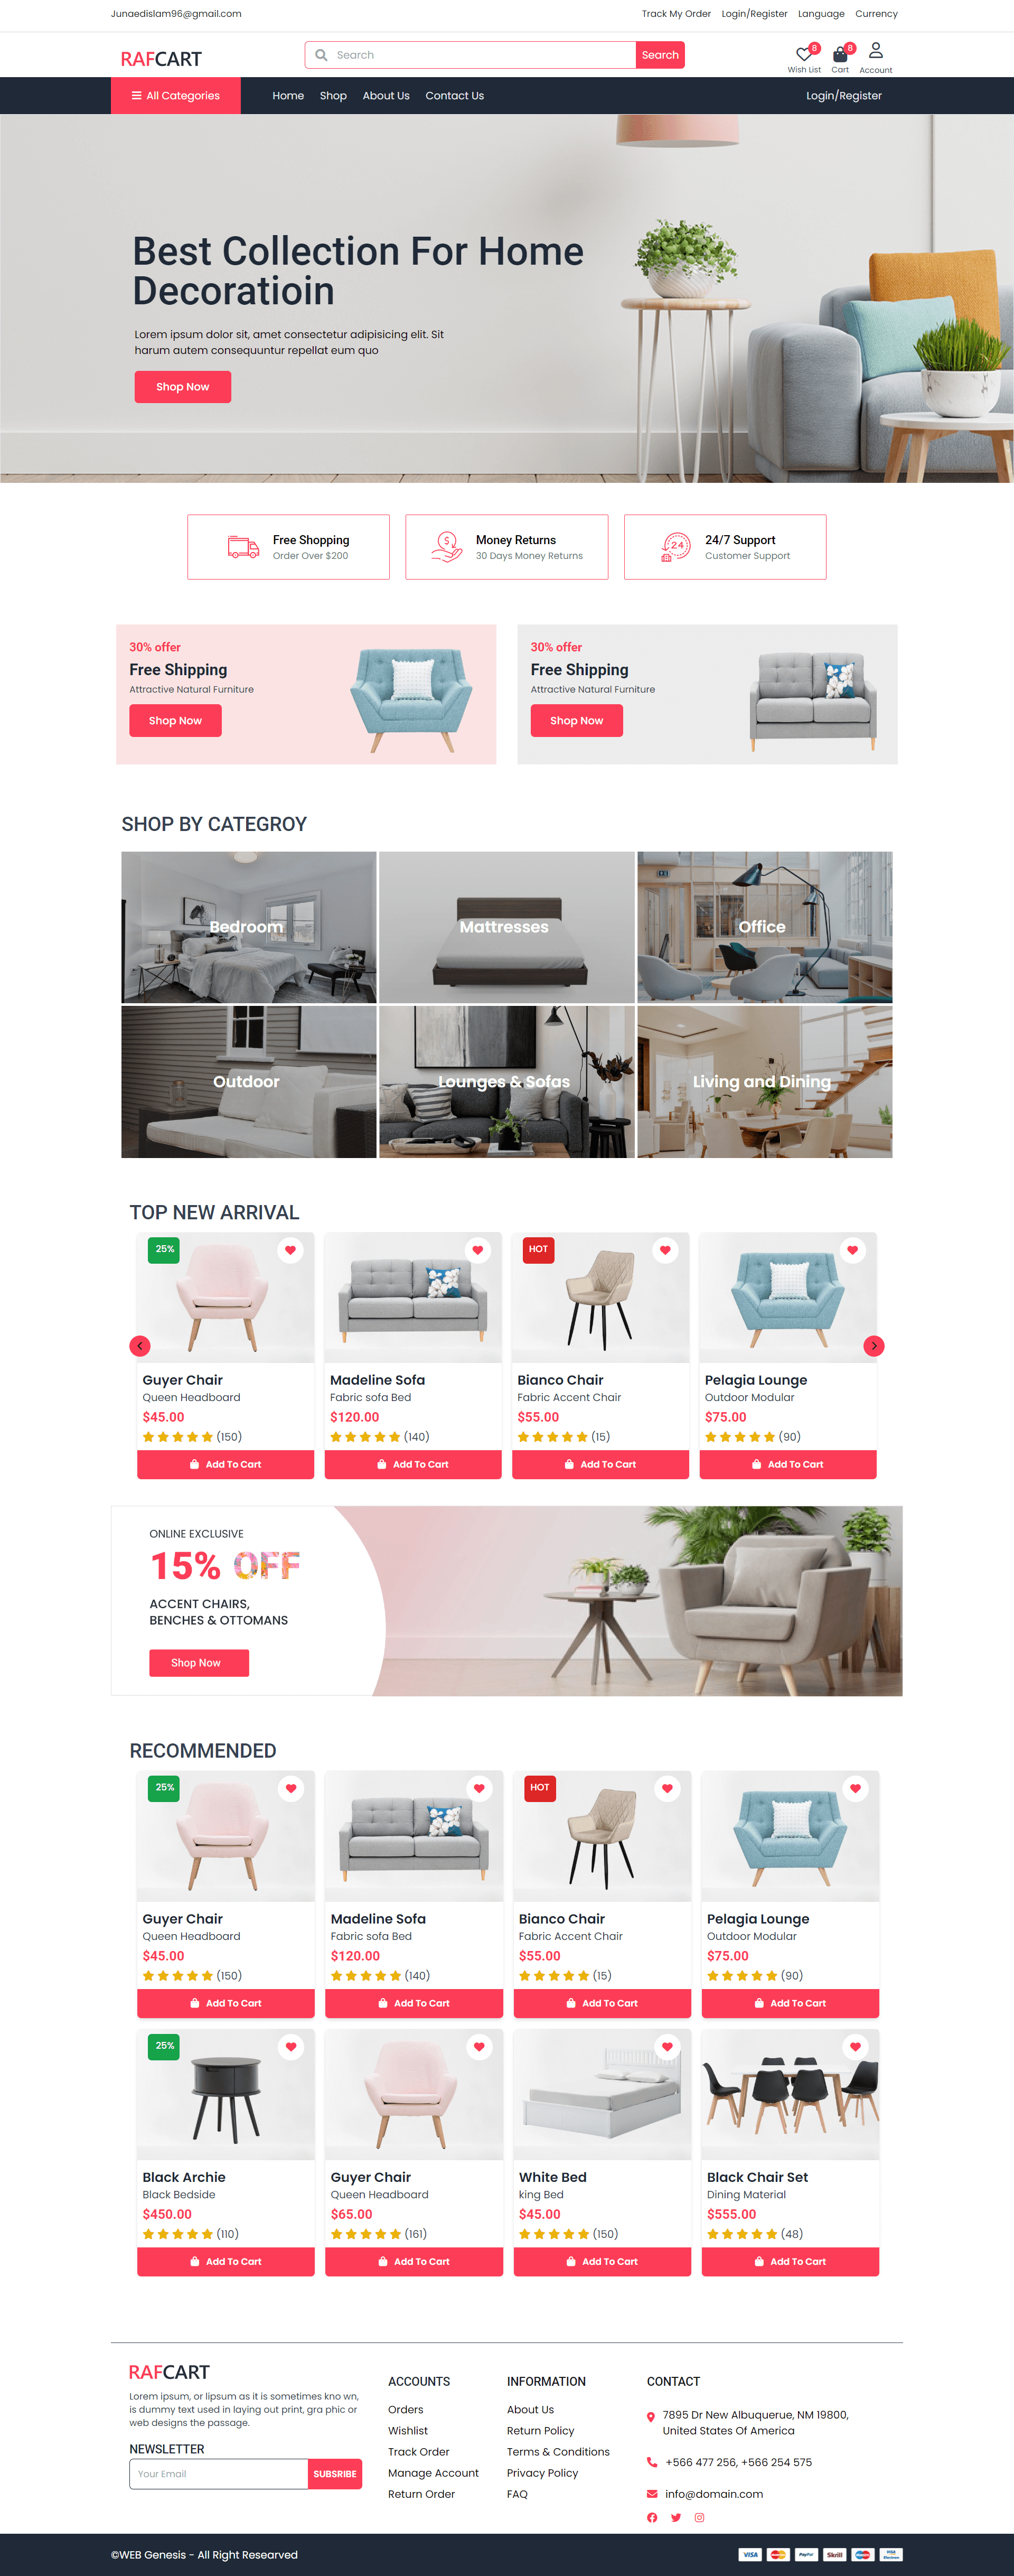 Junaedislam96@gmail.com
Track My Order Login/Register Language Currency
RAFCART
Search
Search
8
8
Wish List Cart Account
All Categories
Home Shop About Us Contact Us
Login/Register
Best Collection For Home
Decoratioin
Lorem ipsum dolor sit, amet consectetur adipisicing elit. Sit
harum autem consequuntur repellat eum quo
Shop Now
Free Shipping
Order Over $200
$
Money Returns
30 Days Money Returns
24
24/7 Support
Customer Support
30% offer
Free Shipping
Attractive Natural Furniture
Shop Now
30% offer
Free Shipping
Attractive Natural Furniture
Shop Now
SHOP BY CATEGROY
Bedroom
Mattresses
Office
Outdoor
Lounges & Sofas
Living and Dining
TOP NEW ARRIVAL
25%
Guyer Chair
Queen Headboard
$45.00
(150)
Add To Cart
Madeline Sofa
Fabric sofa Bed
$120.00
(140)
Add To Cart
HOT
Bianco Chair
Fabric Accent Chair
$55.00
(15)
Add To Cart
Pelagia Lounge
Outdoor Modular
$75.00
(90)
Add To Cart
ONLINE EXCLUSIVE
15% OFF
ACCENT CHAIRS,
BENCHES & OTTOMANS
Shop Now
RECOMMENDED
25%
Guyer Chair
Queen Headboard
$45.00
(150)
Add To Cart
Madeline Sofa
Fabric sofa Bed
$120.00
(140)
Add To Cart
HOT
Bianco Chair
Fabric Accent Chair
$55.00
(15)
Add To Cart
Pelagia Lounge
Outdoor Modular
$75.00
(90)
Add To Cart
25%
Black Archie
Black Bedside
$450.00
(110)
Add To Cart
Guyer Chair
Queen Headboard
$65.00
(161)
Add To Cart
White Bed
king Bed
$45.00
(150)
Add To Cart
Black Chair Set
Dining Material
$555.00
(48)
Add To Cart
RAFCART
Lorem ipsum, or lipsum as it is sometimes kno wn,
is dummy text used in laying out print, gra phic or
web designs the passage.
NEWSLETTER
Your Email
SUBSRIBE
ACCOUNTS
Orders
Wishlist
Track Order
Manage Account
Return Order
INFORMATION
About Us
Return Policy
Terms & Conditions
Privacy Policy
FAQ
CONTACT
7895 Dr New Albuquerue, NM 19800,
United States Of America
+566 477 256, +566 254 575
info@domain.com
©WEB Genesis - All Right Researved
VISA
PayPal
Skrill
VISA